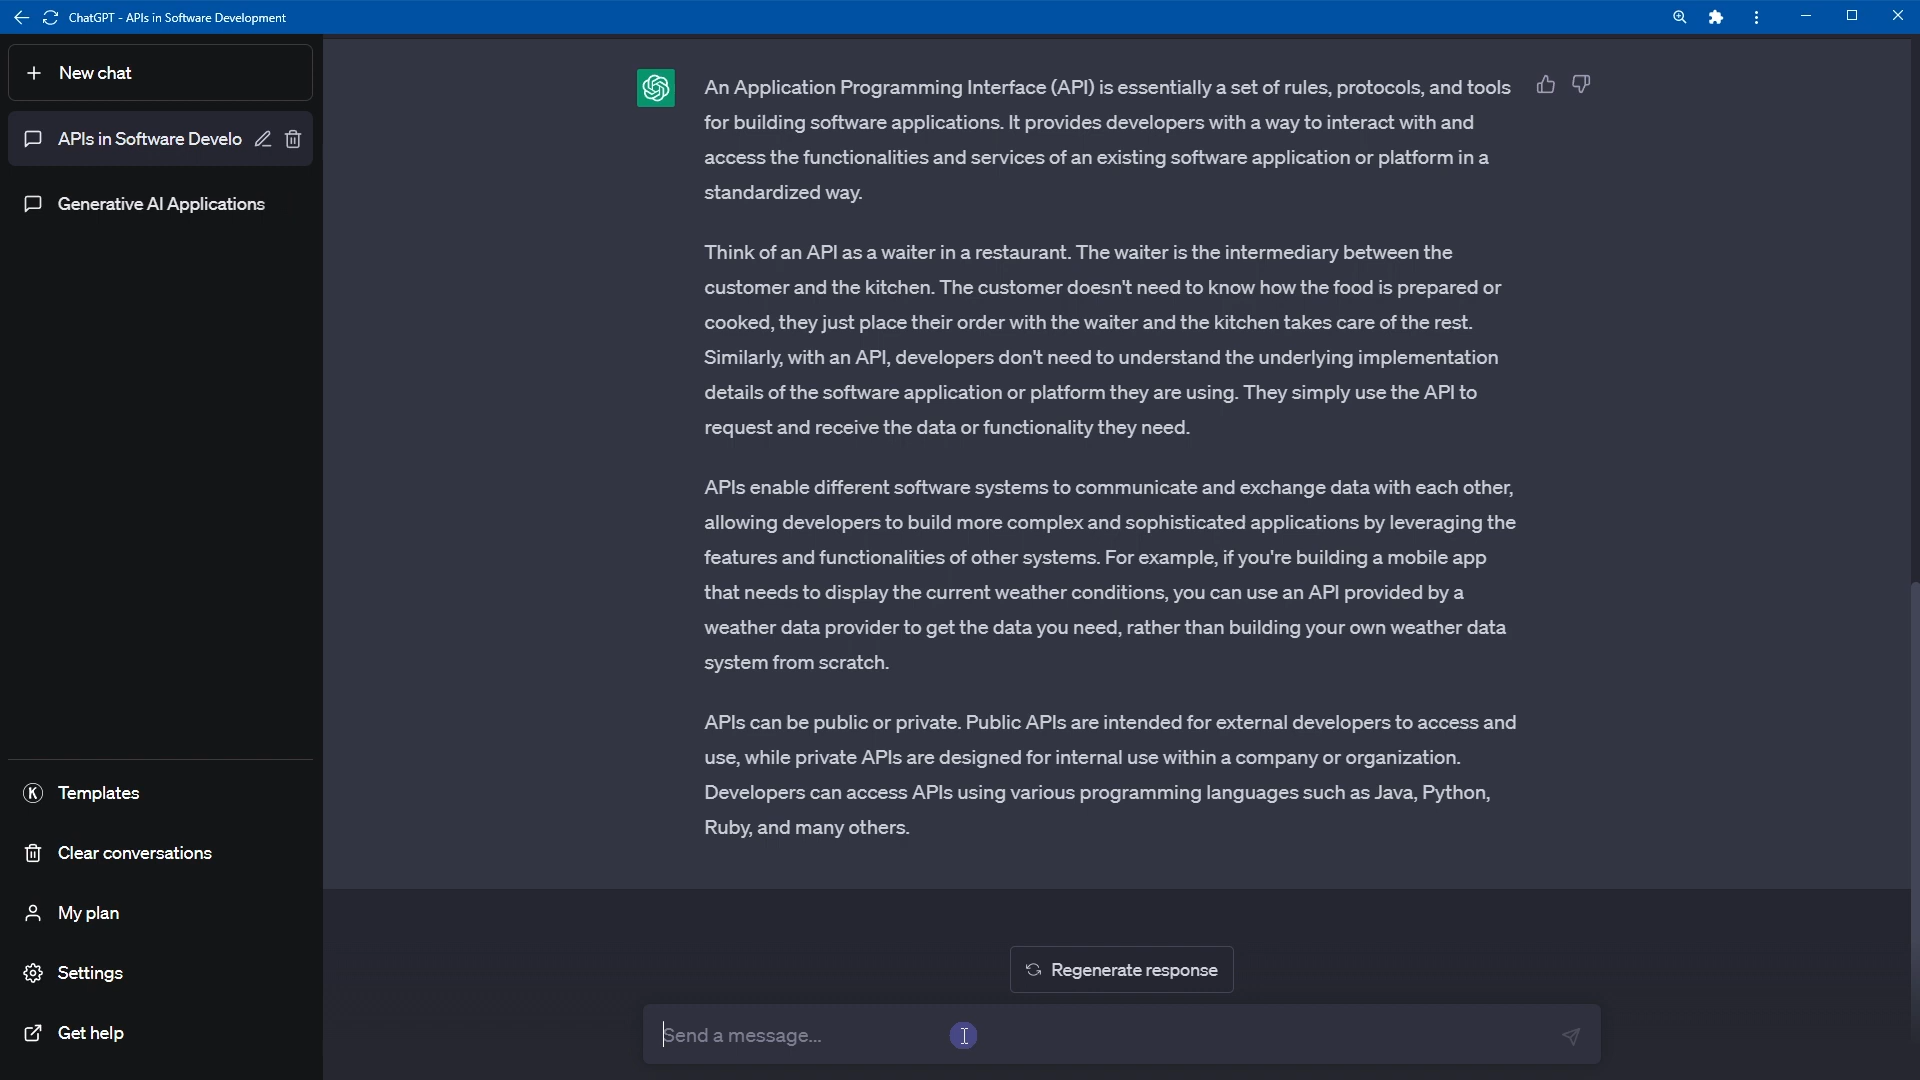 ChatGPT - APIs in Software Development
New chat
APIs in Software Develo
Generative AI Applications
Templates
Clear conversations
My plan
Settings
Get help
An Application Programming Interface (API) is essentially a set of rules, protocols, and tools
for building software applications. It provides developers with a way to interact with and
access the functionalities and services of an existing software application or platform in a
standardized way.
Think of an API as a waiter in a restaurant. The waiter is the intermediary between the
customer and the kitchen. The customer doesn't need to know how the food is prepared or
cooked, they just place their order with the waiter and the kitchen takes care of the rest.
Similarly, with an API, developers don't need to understand the underlying implementation
details of the software application or platform they are using. They simply use the API to
request and receive the data or functionality they need.
APIs enable different software systems to communicate and exchange data with each other,
allowing developers to build more complex and sophisticated applications by leveraging the
features and functionalities of other systems. For example, if you're building a mobile app
that needs to display the current weather conditions, you can use an API provided by a
weather data provider to get the data you need, rather than building your own weather data
system from scratch.
APIs can be public or private. Public APIs are intended for external developers to access and
use, while private APIs are designed for internal use within a company or organization.
Developers can access APIs using various programming languages such as Java, Python,
Ruby, and many others.
Regenerate response
Send a message...